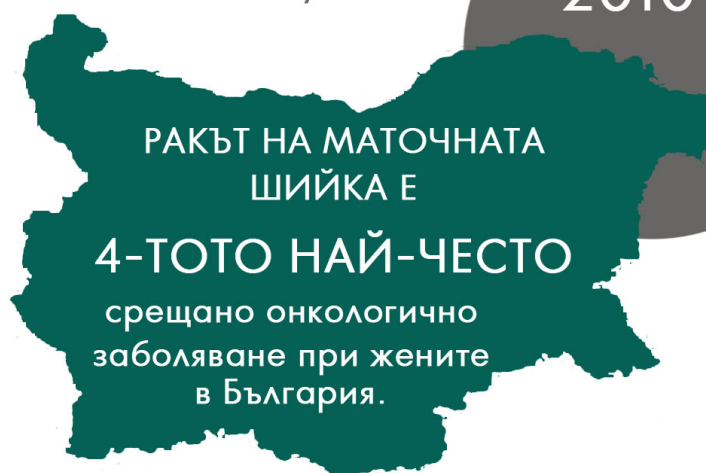 РАКЪТ НА МАТОЧНАТА
ШИЙКА Е
4-ТОТО НАЙ-ЧЕСТО
срещано онкологично
заболяване при жените
в България.